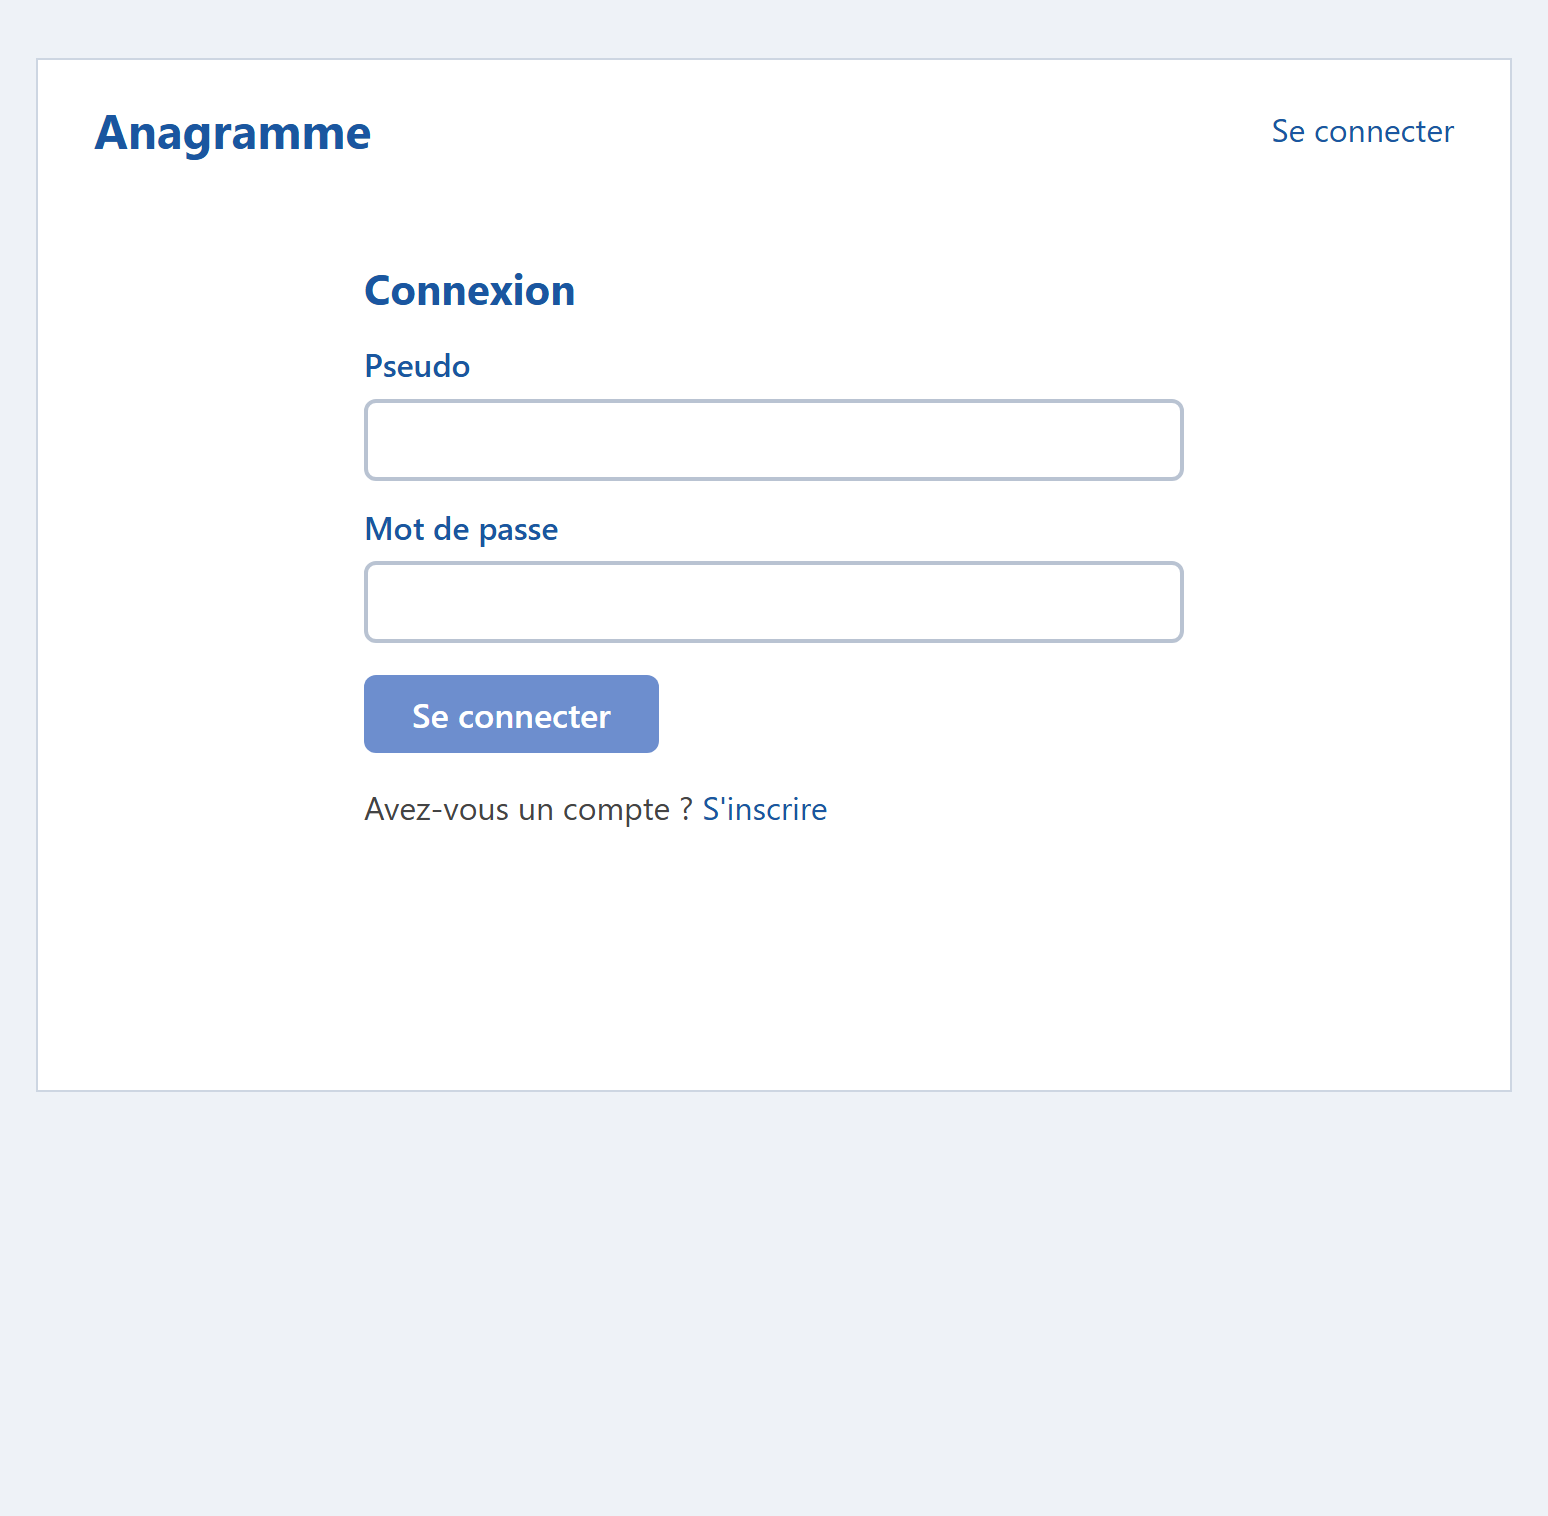 Anagramme
Se connecter
Connexion
Pseudo
Mot de passe
Se connecter
Avez-vous un compte ? S'inscrire